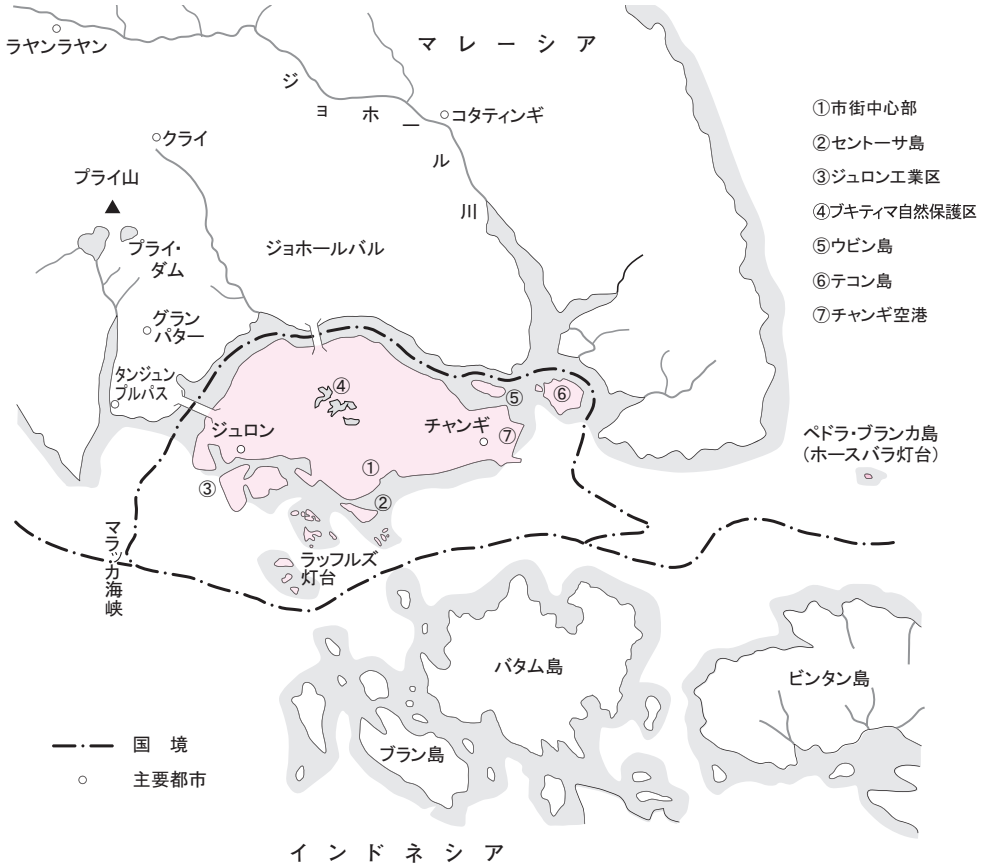 マレーシア
ラヤンラヤン
ジョホール川
コタティンギ
クライ
プライ山
プライ・
ダム
ジョホールバル
グラン
パター
タンジュン
プルパス
①市街中心部
②セントーサ島
③ジュロン工業区
④ブキティマ自然保護区
⑤ウビン島
⑥テコン島
⑦チャンギ空港
④
⑤
⑥
ジュロン
チャンギ
⑦
①
③
②
ペドラ・ブランカ島
(ホースバラ灯台)
マラッカ海峡
ラッフルズ
灯台
バタム島
ビンタン島
ブラン島
国境
主要都市
インドネシア